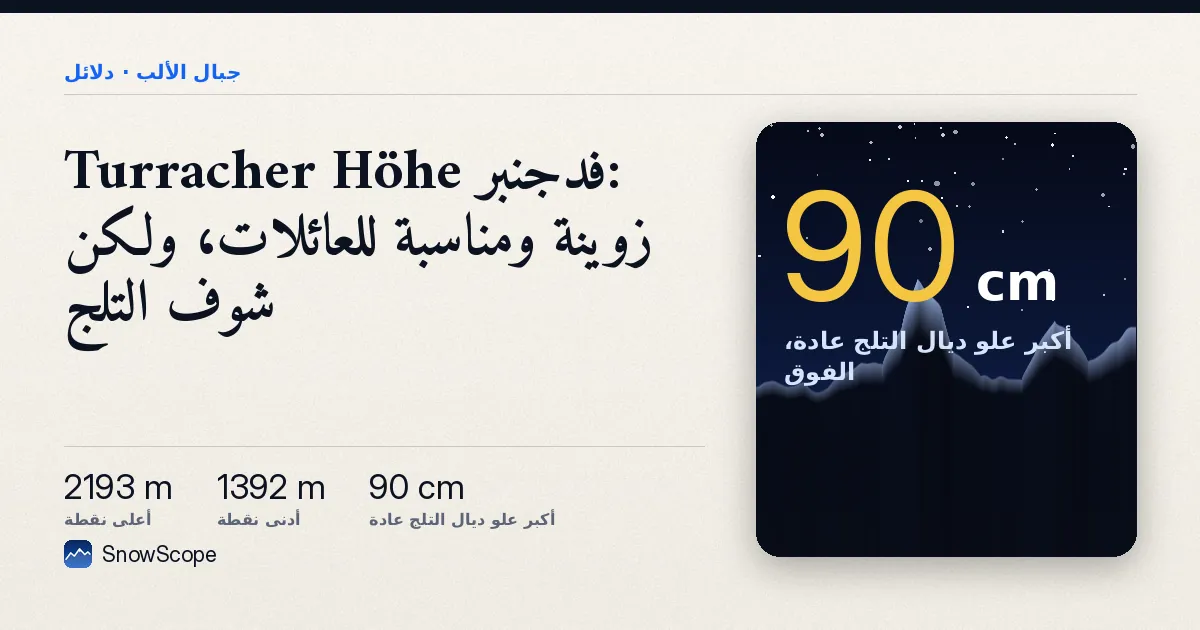 جبال الألب · دلائل
Turracher Höhe فدجنبر:
زوينة ومناسبة للعائلات، ولكن
شوف التلج
90 cm
أكبر علو ديال التلج عادة،
الفوق
2193 m
أعلى نقطة
1392 m
أدنى نقطة
90 cm
أكبر علو ديال التلج عادة
SnowScope